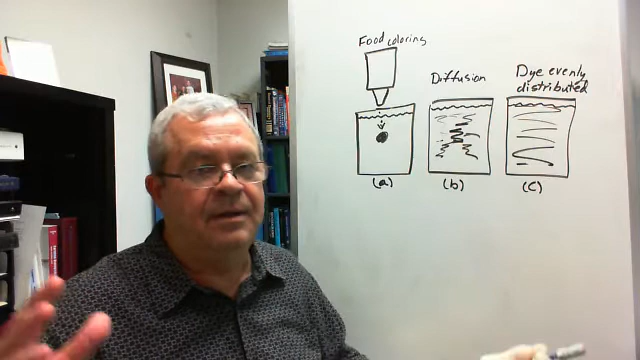 Food coloring
Diffusion
Dye evenly
distributed
(a)
(b)
(C)